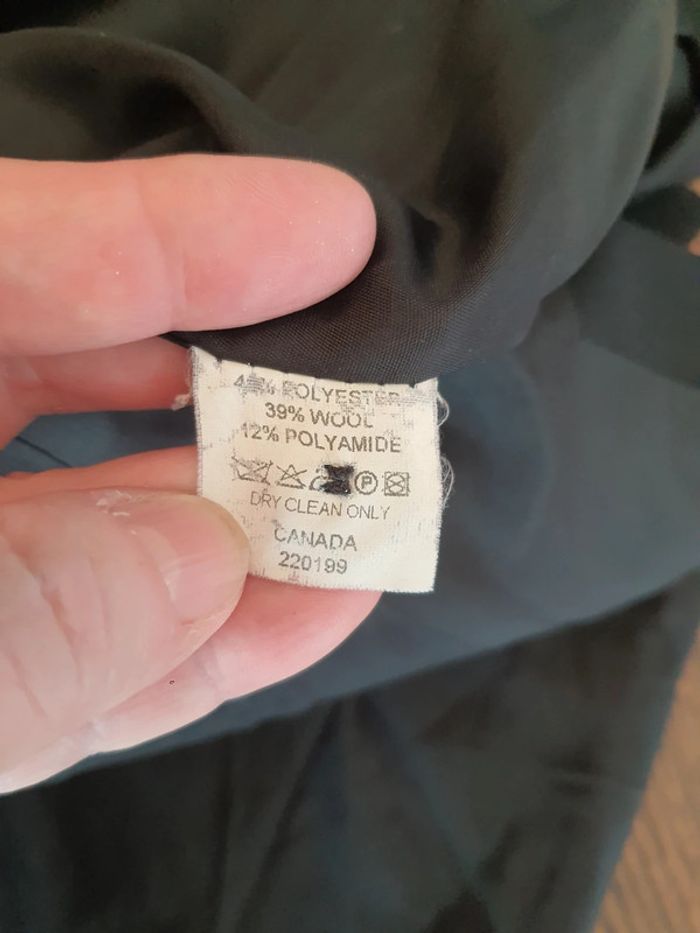 POLYESTER
39% WOOL
12% POLYAMIDE
P
DRY CLEAN ONLY
CANADA
220199